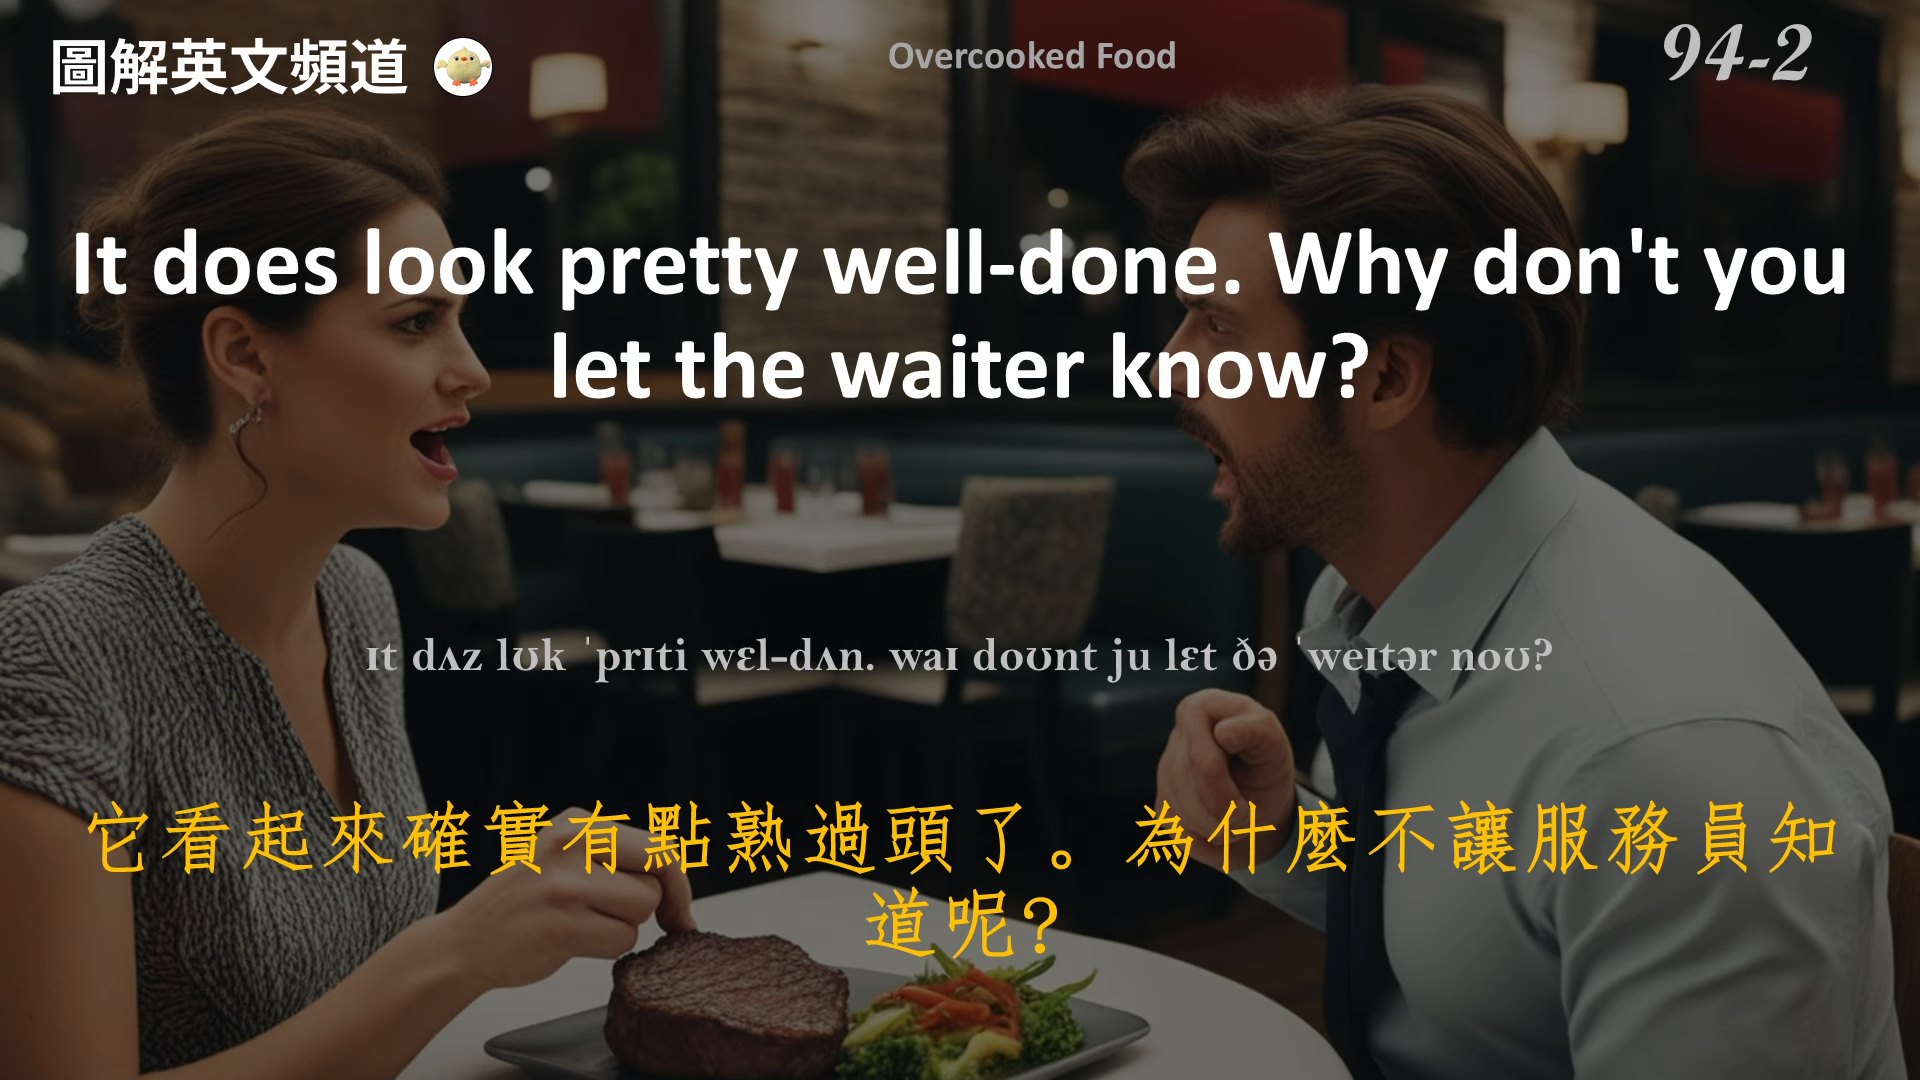 圖解英文頻道
Overcooked Food
94-2
It does look pretty well-done. Why don't you
let the waiter know?
ɪt dʌz lʊk ˈprɪti wɛl-dʌn. waɪ doʊnt ju lɛt ðə ˈweɪtər noʊ?
它看起來確實有點熟過頭了。為什麼不讓服務員知
道呢?